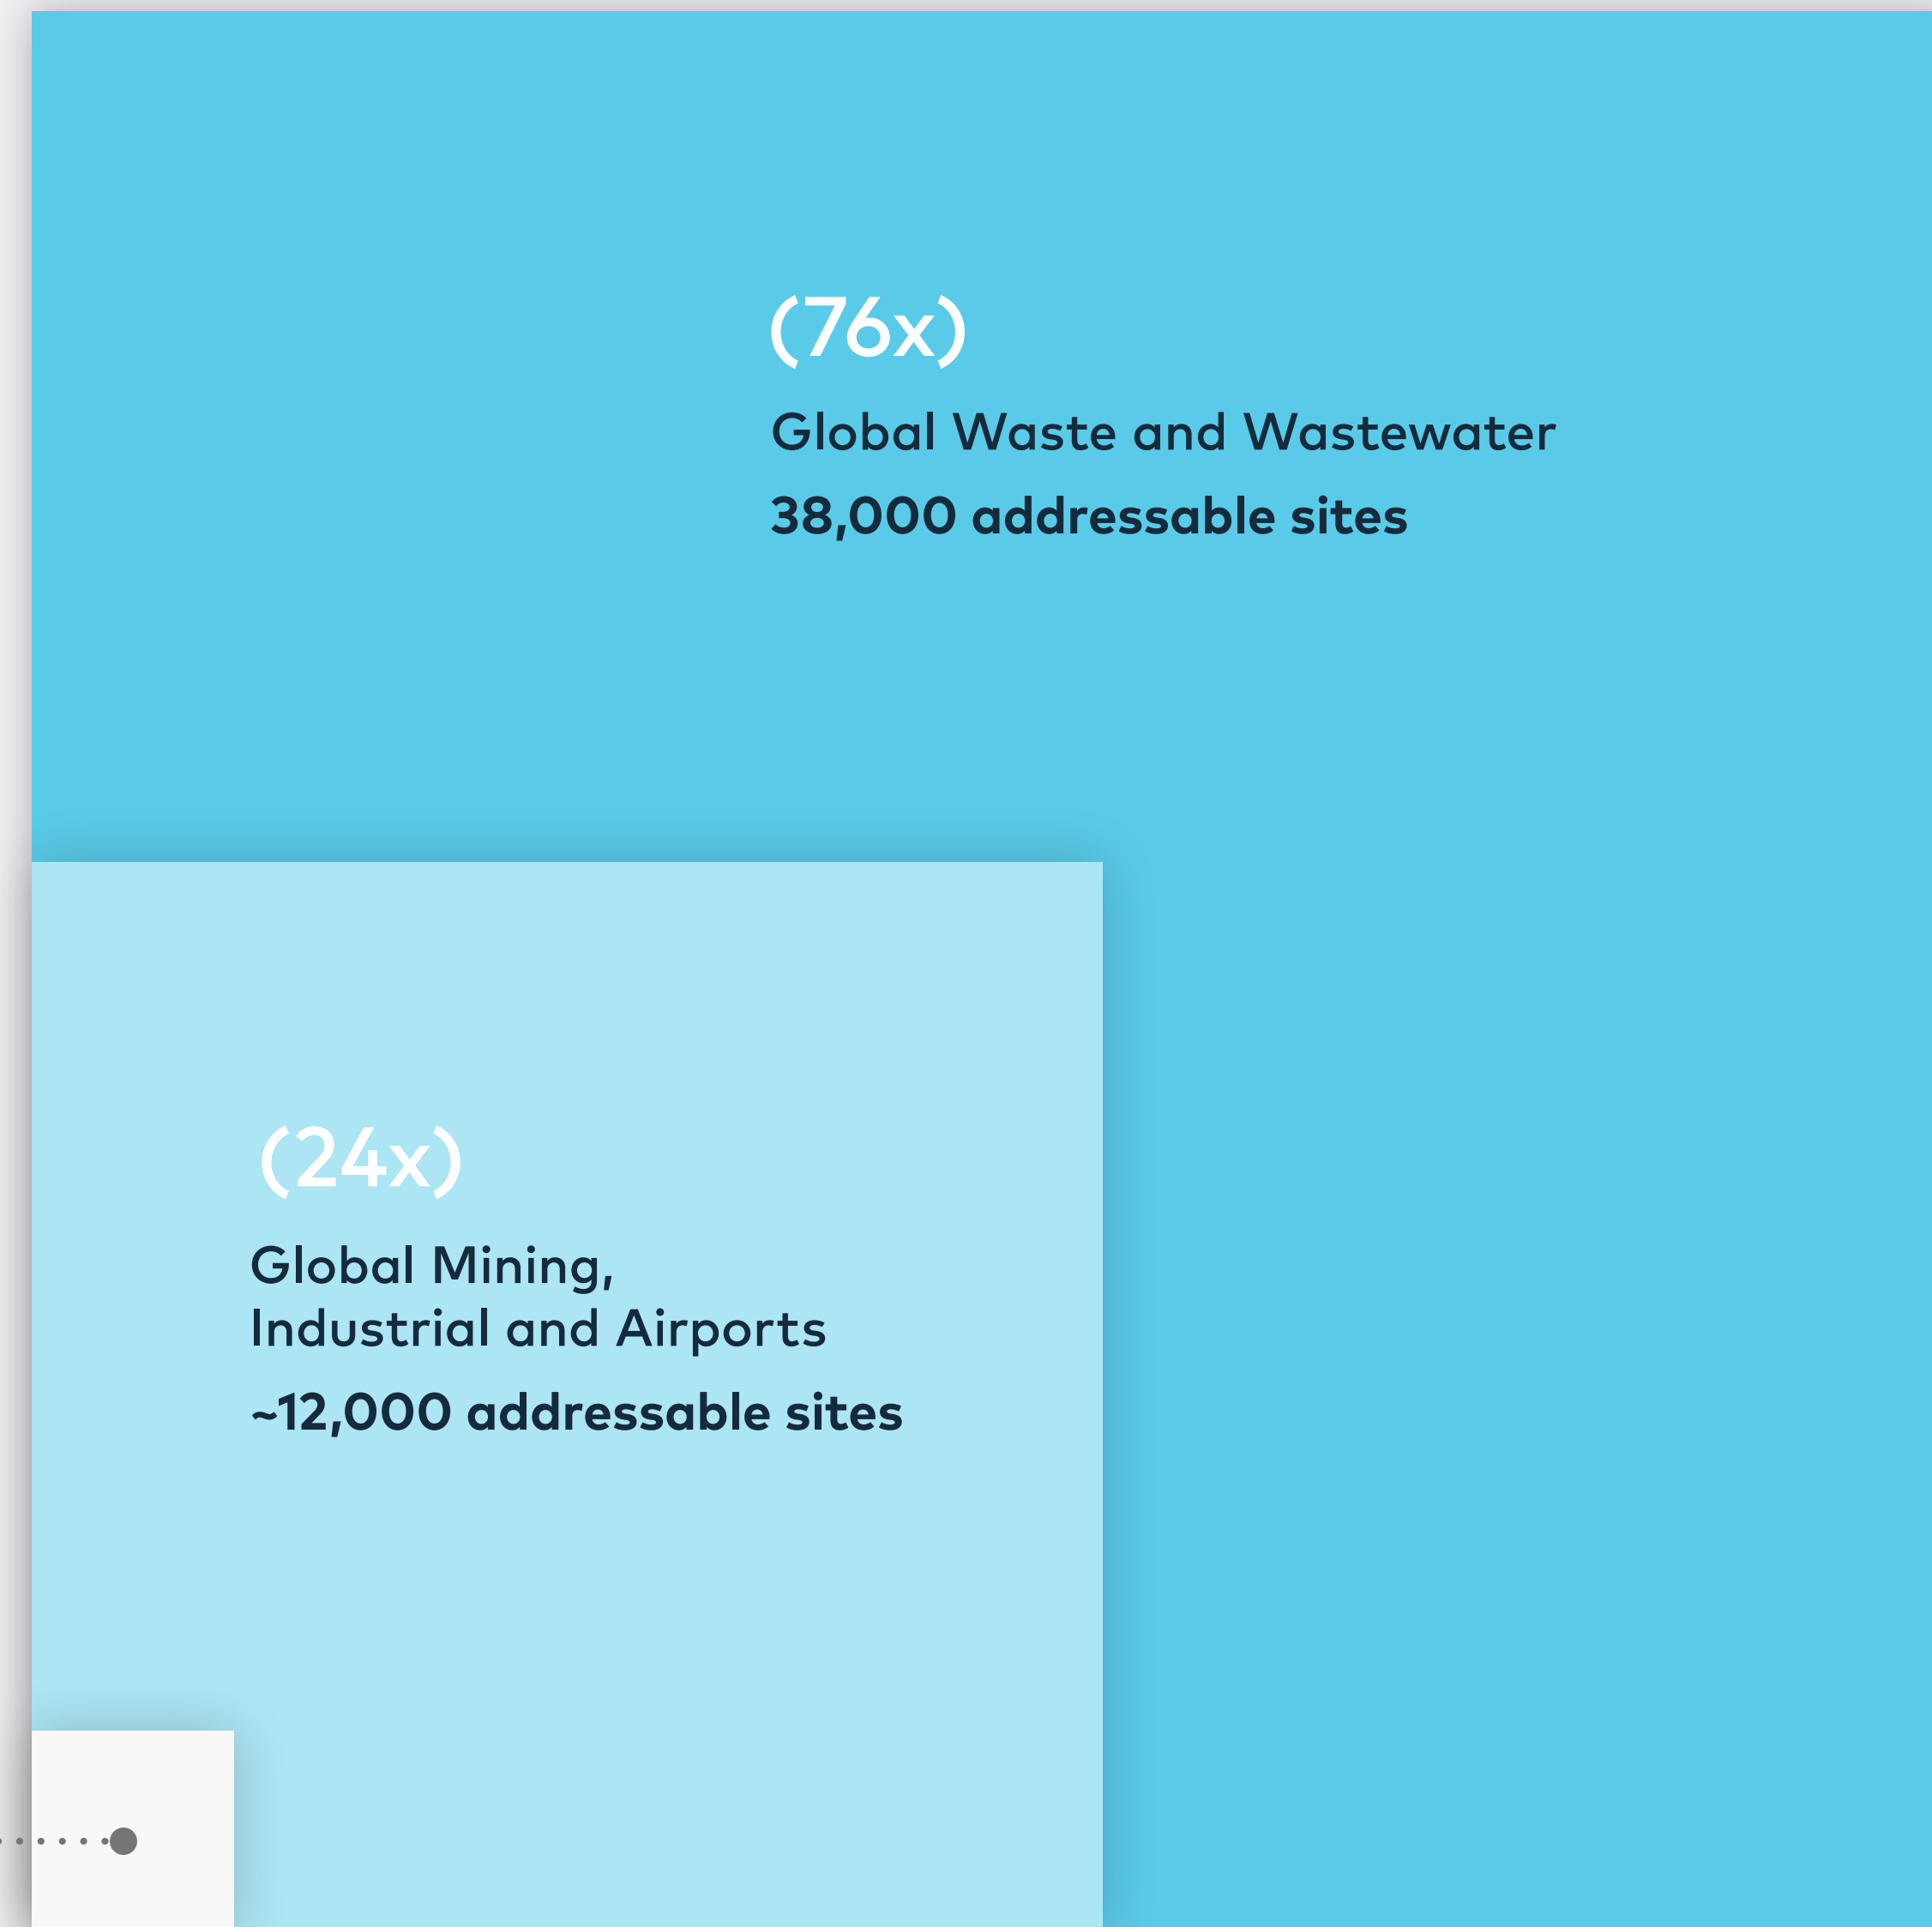 (76x)
Global Waste and Wastewater
38,000 addressable sites
(24x)
Global Mining,
Industrial and Airports
~12,000 addressable sites